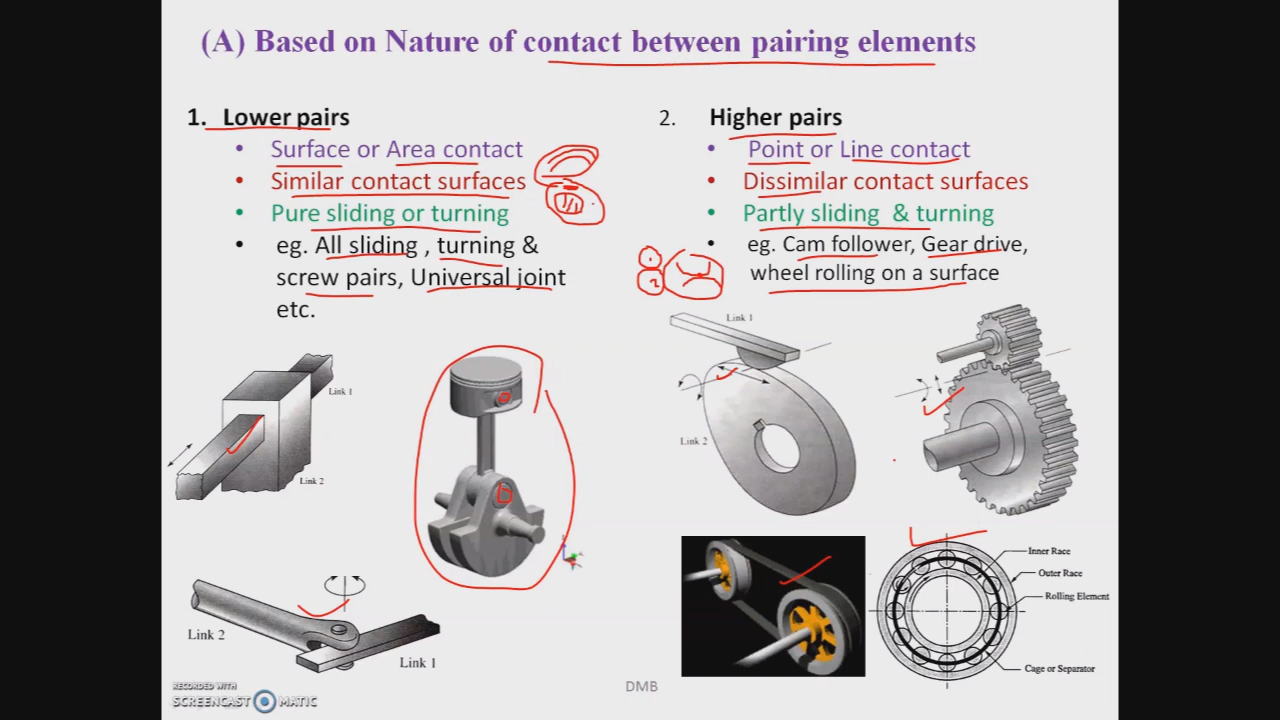 (A) Based on Nature of contact between pairing elements
1. Lower pairs
• Surface or Area contact
• Similar contact surfaces
• Pure sliding or turning
• eg. All sliding , turning &
screw pairs, Universal joint
etc.
2. Higher pairs
• Point or Line contact
• Dissimilar contact surfaces
• Partly sliding & turning
• eg. Cam follower, Gear drive,
wheel rolling on a surface
1
2
Link 1
Link 2
Link 2
Link 1
Link 1
Link 2
Inner Race
Outer Race
Rolling Element
Cage or Separator
DMB
RECORDED WITH
SCREENCAST MATIC